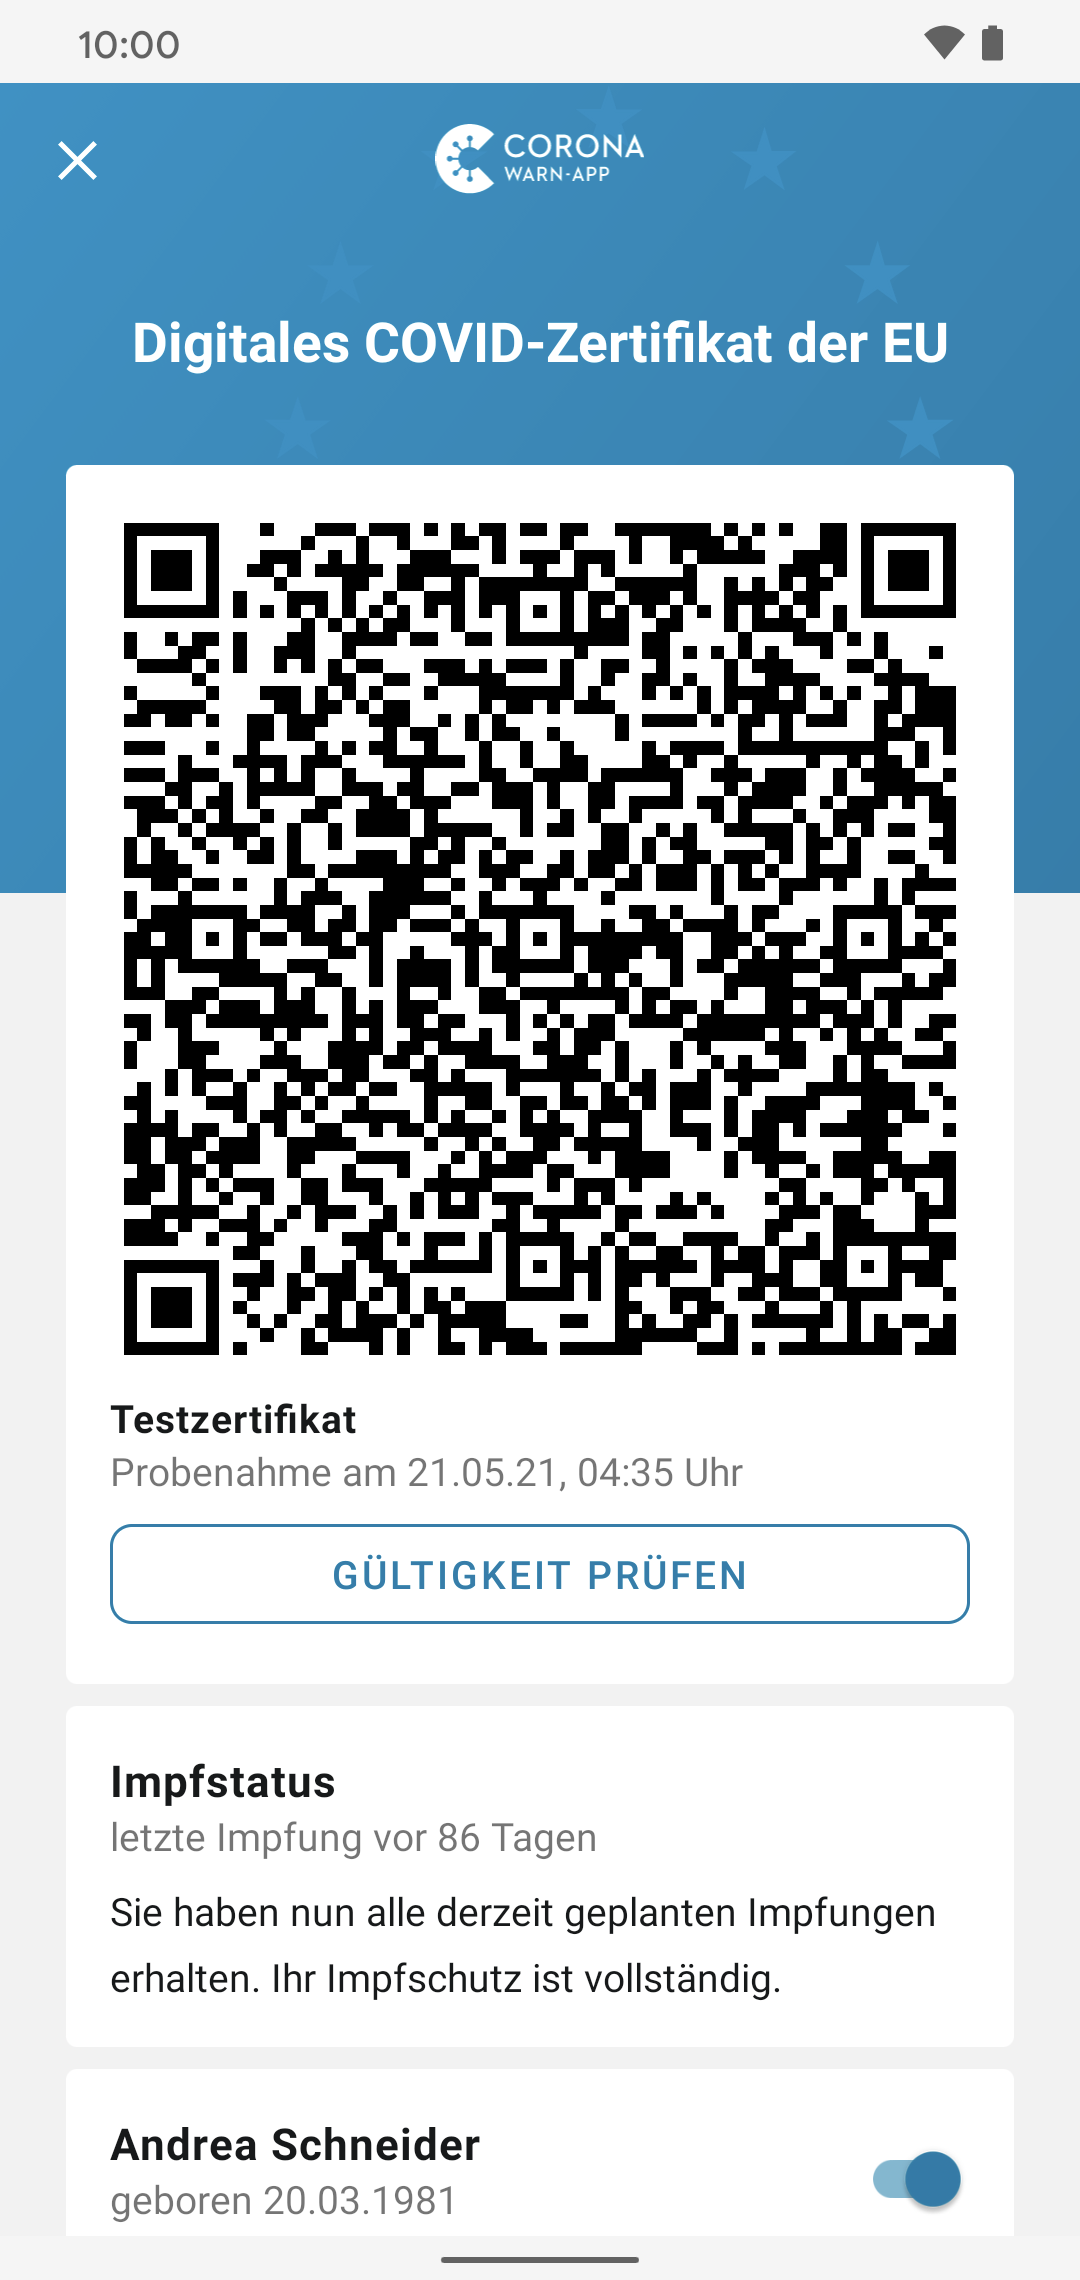 10:00
CORONA
WARN-APP
Digitales COVID-Zertifikat der EU
Testzertifikat
Probenahme am 21.05.21, 04:35 Uhr
GÜLTIGKEIT PRÜFEN
Impfstatus
letzte Impfung vor 86 Tagen
Sie haben nun alle derzeit geplanten Impfungen
erhalten. Ihr Impfschutz ist vollständig.
Andrea Schneider
geboren 20.03.1981